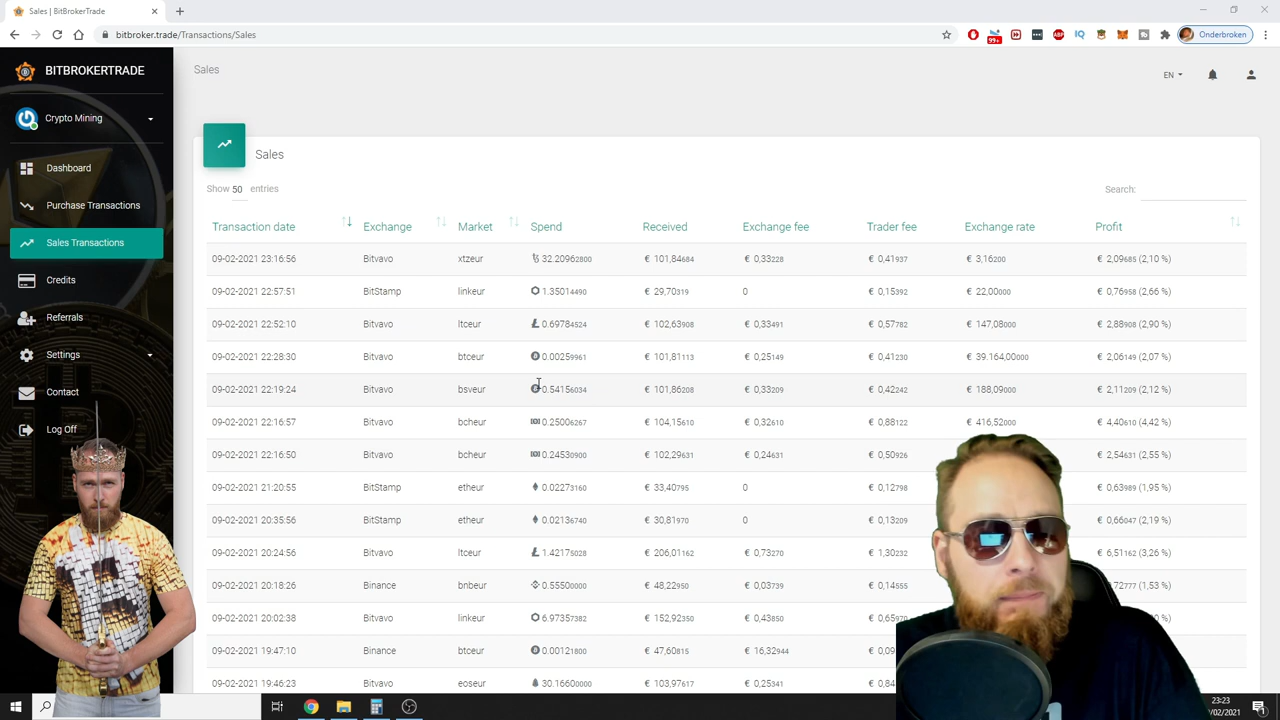 Sales | BitBrokerTrade
bitbroker.trade/Transactions/Sales
99+
ABP
IQ
Onderbroken
BITBROKERTRADE
Crypto Mining
Dashboard
Purchase Transactions
Sales Transactions
Credits
Referrals
Settings
Contact
Log Off
Sales
EN
Sales
Show 50 entries
Search:
Transaction date Exchange Market Spend Received Exchange fee Trader fee Exchange rate Profit
09-02-2021 23:16:56 Bitvavo xtzeur 32.20962800 € 101,84684 € 0,33228 € 0,41937 € 3,16200 € 2,09685 (2,10 %)
09-02-2021 22:57:51 BitStamp linkeur 1.35014490 € 29,70319 0 € 0,15392 € 22,00000 € 0,76958 (2,66 %)
09-02-2021 22:52:10 Bitvavo ltceur 0.69784524 € 102,63908 € 0,33491 € 0,57782 € 147,08000 € 2,88908 (2,90 %)
09-02-2021 22:28:30 Bitvavo btceur 0.00259961 € 101,81113 € 0,25149 € 0,41230 € 39.164,00000 € 2,06149 (2,07 %)
09-02-2021 22:19:24 Bitvavo bsveur 0.54156034 € 101,86208 € 0,25209 € 0,42242 € 188,09000 € 2,11209 (2,12 %)
09-02-2021 22:16:57 Bitvavo bcheur 0.25006267 € 104,15610 € 0,32610 € 0,88122 € 416,52000 € 4,40610 (4,42 %)
09-02-2021 22:16:50 Bitvavo bcheur 0.24530900 € 102,29631 € 0,24631 (2,55 %)
09-02-2021 21:20:55 BitStamp etheur 0.02273160 € 33,40795 0 € 0,63989 (1,95 %)
09-02-2021 20:35:56 BitStamp etheur 0.02136740 € 30,81970 0 € 0,13209 € 0,66047 (2,19 %)
09-02-2021 20:24:56 Bitvavo ltceur 1.42175028 € 206,01162 € 0,73270 € 1,30232 € 6,51162 (3,26 %)
09-02-2021 20:18:26 Binance bnbeur 0.55500000 € 48,22950 € 0,03739 € 0,14555 (1,53 %)
09-02-2021 20:02:38 Bitvavo linkeur 6.97357382 € 152,92350 € 0,43850
09-02-2021 19:47:10 Binance btceur 0.00121800 € 47,60815 € 16,32944
09-02-2021 19:46:23 Bitvavo eoseur 30.16600000 € 103,97617 € 0,25341
23:23